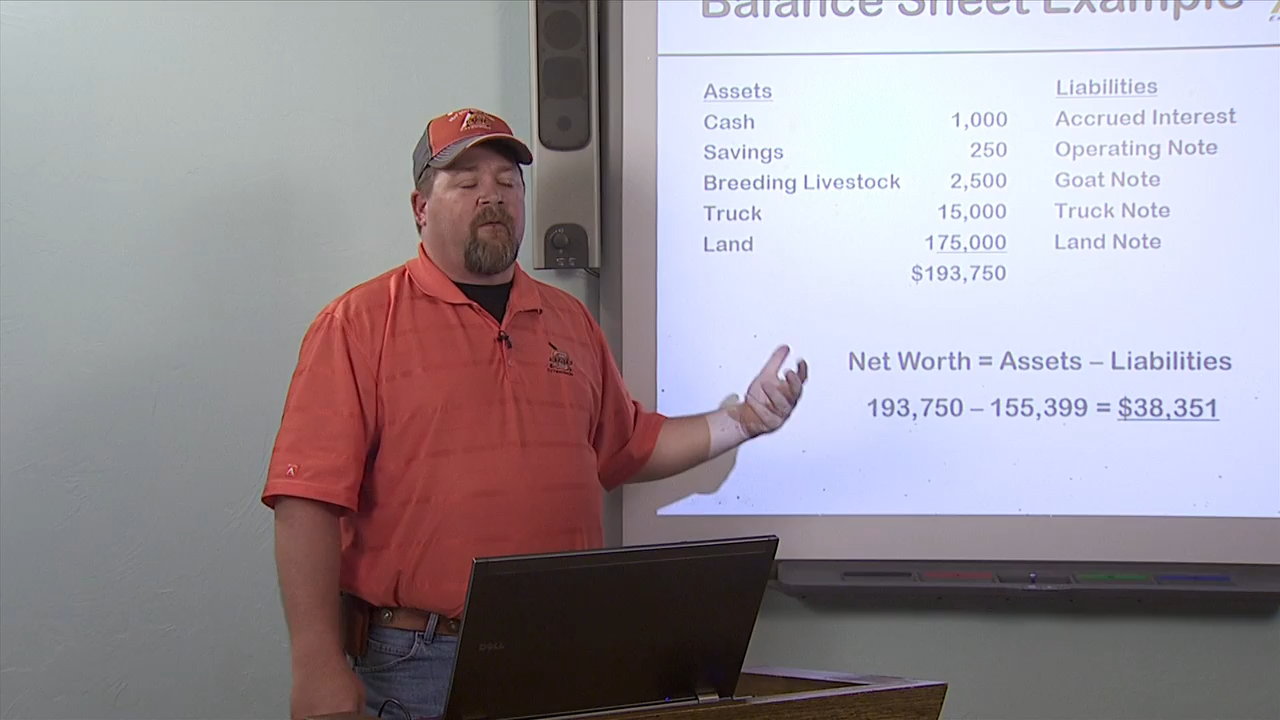 Balance Sheet Example
Assets
Liabilities
Cash 1,000 Accrued Interest
Savings 250 Operating Note
Breeding Livestock 2,500 Goat Note
Truck 15,000 Truck Note
Land 175,000 Land Note
$193,750
Net Worth = Assets – Liabilities
193,750 – 155,399 = $38,351
DELL